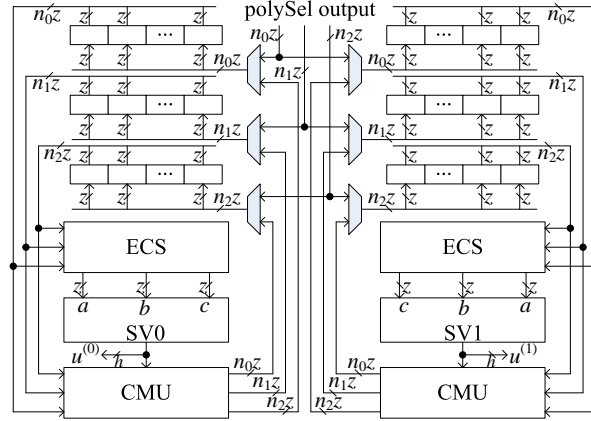 polySel output
n₀z n₀z n₂z n₀z
z z z z z z
... ...
z z z z z z
n₁z n₁z n₀z n₁z
z z z z z z
... ...
z z z z z z
n₂z n₁z n₁z n₂z
z z z z z z
... ...
z z z z z z
n₂z n₂z
ECS ECS
z z z z z z
a b c c b a
SV0 SV1
u⁽⁰⁾ h h u⁽¹⁾
n₀z n₀z
CMU n₁z n₁z CMU
n₂z n₂z